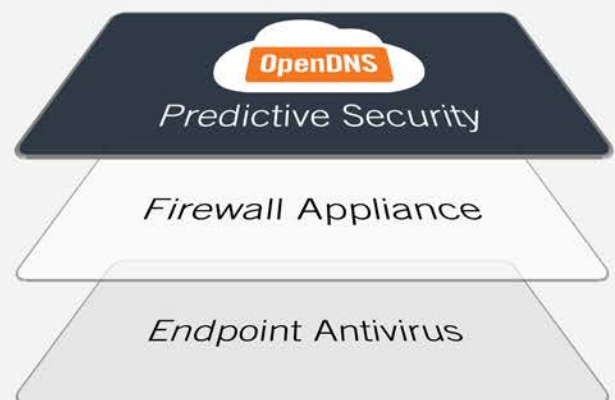 OpenDNS
Predictive Security
Firewall Appliance
Endpoint Antivirus